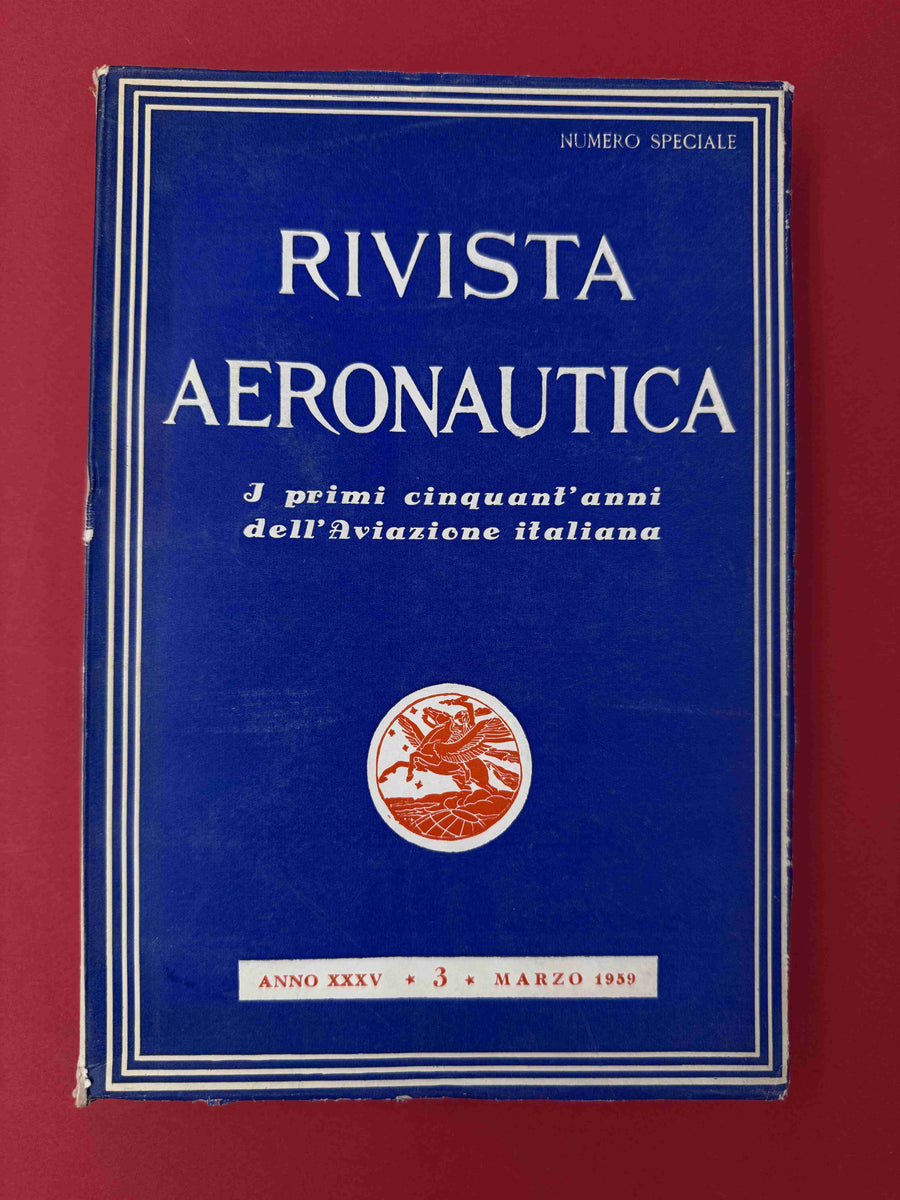 NUMERO SPECIALE
RIVISTA
AERONAUTICA
I primi cinquant'anni
dell'Aviazione italiana
ANNO XXXV ★ 3 ★ MARZO 1959